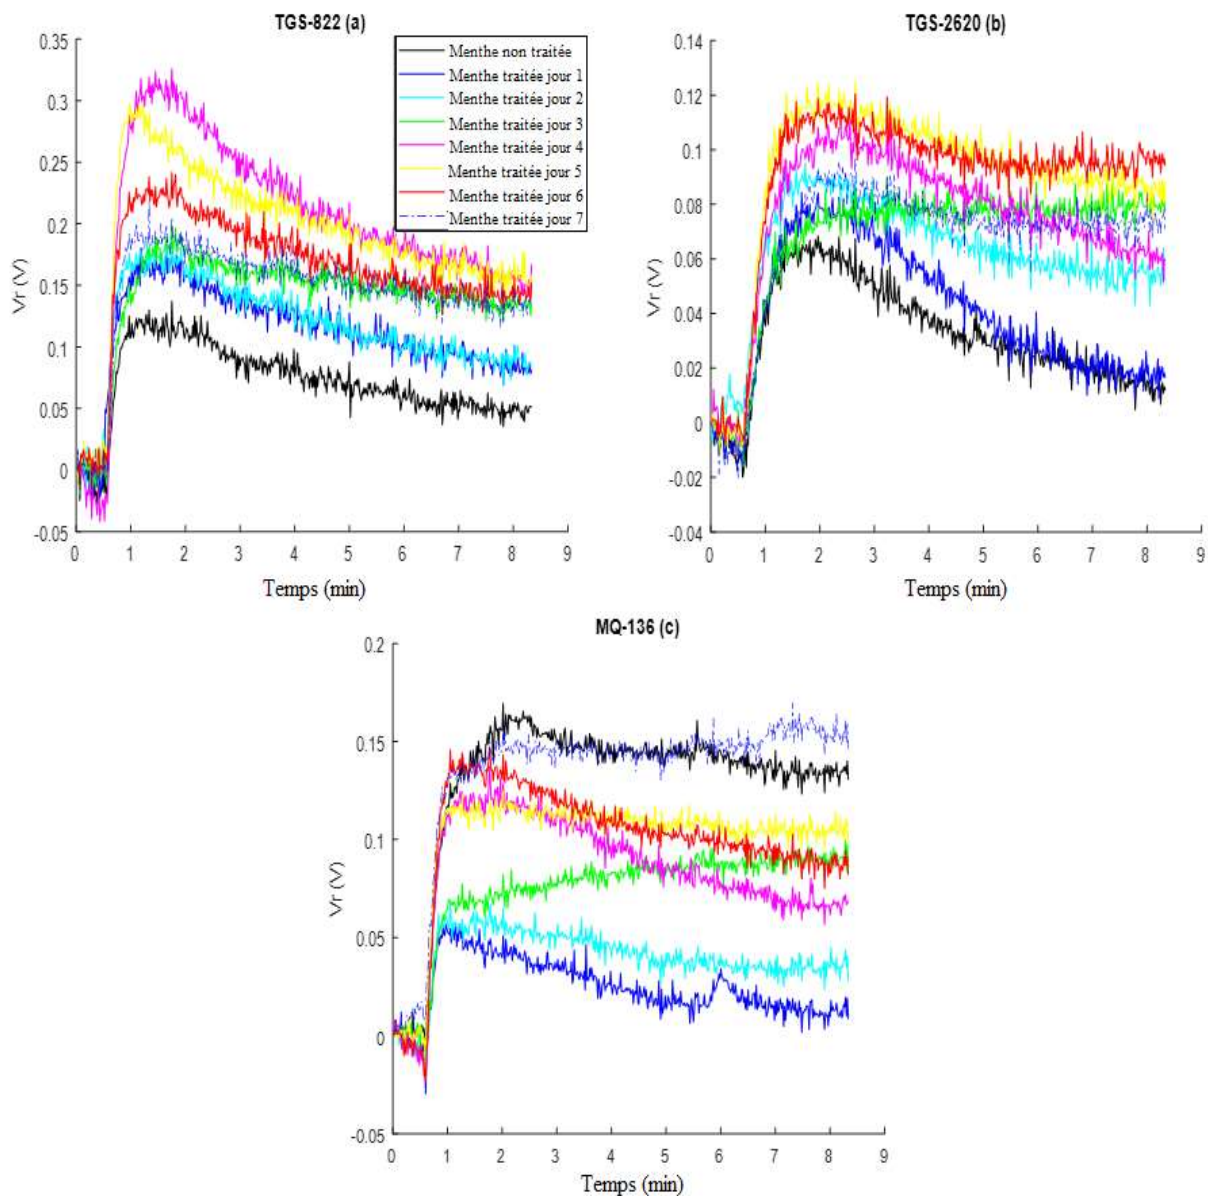 TGS-822 (a)
0.35
0.3
0.25
0.2
0.15
0.1
0.05
0
-0.05
Vr (V)
0 1 2 3 4 5 6 7 8 9
Temps (min)
Menthe non traitée
Menthe traitée jour 1
Menthe traitée jour 2
Menthe traitée jour 3
Menthe traitée jour 4
Menthe traitée jour 5
Menthe traitée jour 6
Menthe traitée jour 7
TGS-2620 (b)
0.14
0.12
0.1
0.08
0.06
0.04
0.02
0
-0.02
-0.04
Vr (V)
0 1 2 3 4 5 6 7 8 9
Temps (min)
MQ-136 (c)
0.2
0.15
0.1
0.05
0
-0.05
Vr (V)
0 1 2 3 4 5 6 7 8 9
Temps (min)